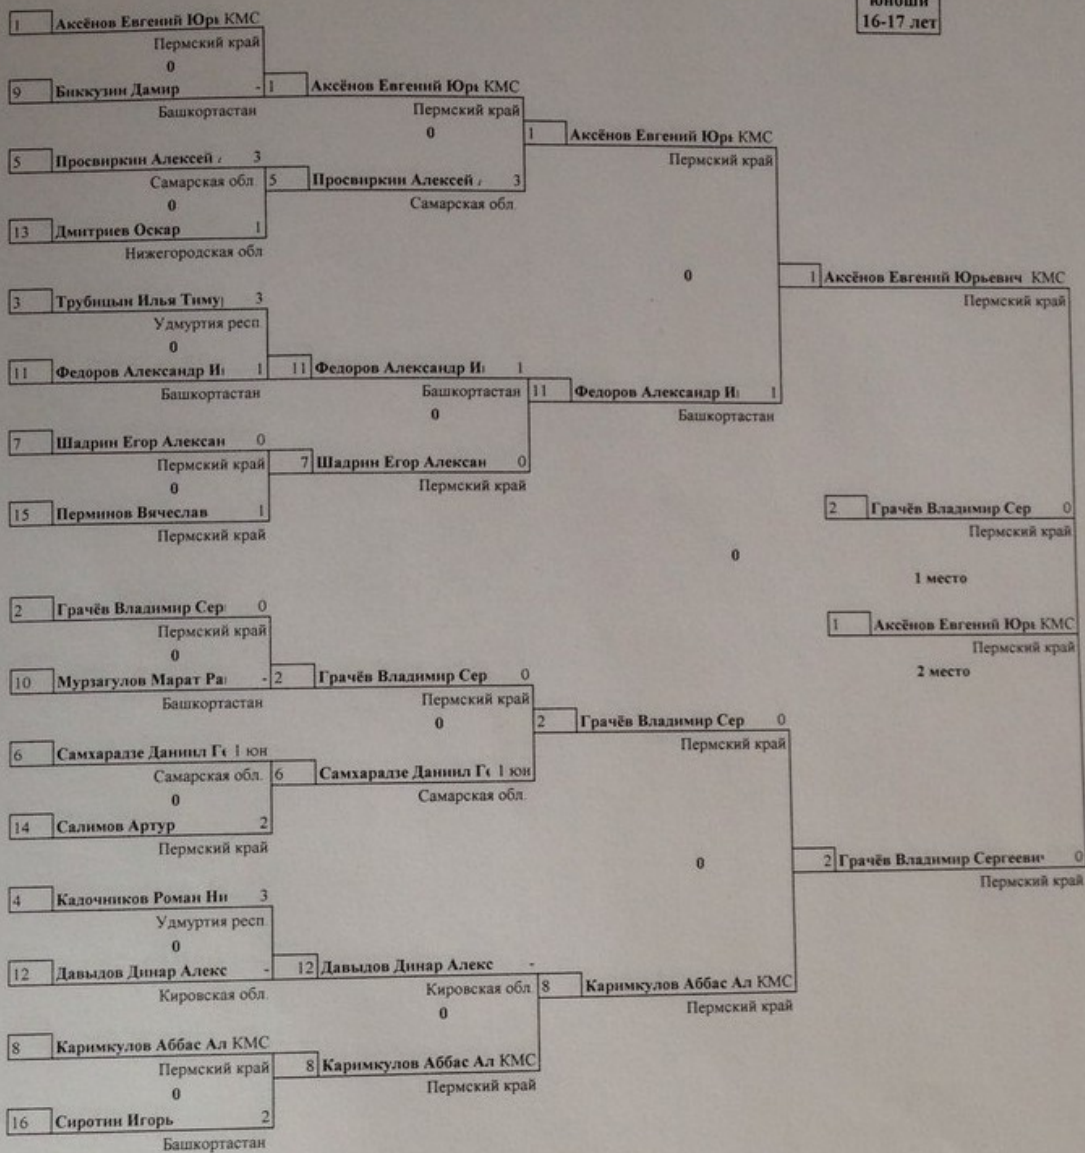 юноши
16-17 лет
1 Аксёнов Евгений Юрь КМС
Пермский край
0
9 Биккузин Дамир -
Башкортастан
1 Аксёнов Евгений Юрь КМС
Пермский край
0
1 Аксёнов Евгений Юрь КМС
Пермский край
5 Просвиркин Алексей 3
Самарская обл.
0
5 Просвиркин Алексей 3
Самарская обл.
13 Дмитриев Оскар 1
Нижегородская обл
0
1 Аксёнов Евгений Юрьевич КМС
Пермский край
3 Трубицын Илья Тиму 3
Удмуртия респ.
0
11 Федоров Александр И 1
Башкортастан
11 Федоров Александр И 1
Башкортастан
0
11 Федоров Александр И 1
Башкортастан
7 Шадрин Егор Алексан 0
Пермский край
0
7 Шадрин Егор Алексан 0
Пермский край
15 Перминов Вячеслав 1
Пермский край
2 Грачёв Владимир Сер 0
Пермский край
0
1 место
1 Аксёнов Евгений Юрь КМС
Пермский край
2 место
2 Грачёв Владимир Сер 0
Пермский край
0
10 Мурзагулов Марат Ра -
Башкортастан
2 Грачёв Владимир Сер 0
Пермский край
0
2 Грачёв Владимир Сер 0
Пермский край
6 Самхарадзе Даниил Ге 1 юн
Самарская обл.
0
6 Самхарадзе Даниил Ге 1 юн
Самарская обл.
14 Салимов Артур 2
Пермский край
0
2 Грачёв Владимир Сергеевич 0
Пермский край
4 Кадочников Роман Ни 3
Удмуртия респ.
0
12 Давыдов Динар Алекс -
Кировская обл.
12 Давыдов Динар Алекс -
Кировская обл.
0
8 Каримкулов Аббас Ал КМС
Пермский край
8 Каримкулов Аббас Ал КМС
Пермский край
0
8 Каримкулов Аббас Ал КМС
Пермский край
16 Сиротин Игорь 2
Башкортастан